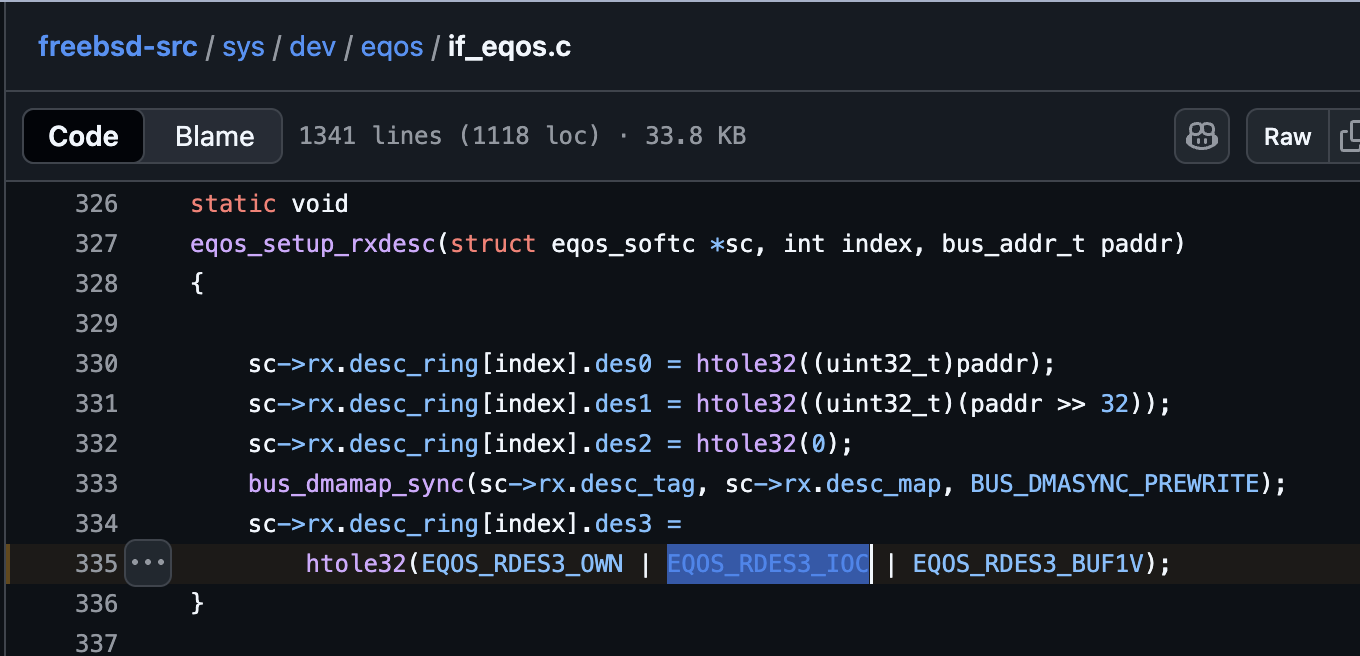 freebsd-src / sys / dev / eqos / if_eqos.c
Code Blame 1341 lines (1118 loc) · 33.8 KB Raw
326 static void
327 eqos_setup_rxdesc(struct eqos_softc *sc, int index, bus_addr_t paddr)
328 {
329
330 sc->rx.desc_ring[index].des0 = htole32((uint32_t)paddr);
331 sc->rx.desc_ring[index].des1 = htole32((uint32_t)(paddr >> 32));
332 sc->rx.desc_ring[index].des2 = htole32(0);
333 bus_dmamap_sync(sc->rx.desc_tag, sc->rx.desc_map, BUS_DMASYNC_PREWRITE);
334 sc->rx.desc_ring[index].des3 =
335 ··· htole32(EQOS_RDES3_OWN | EQOS_RDES3_IOC | EQOS_RDES3_BUF1V);
336 }
337